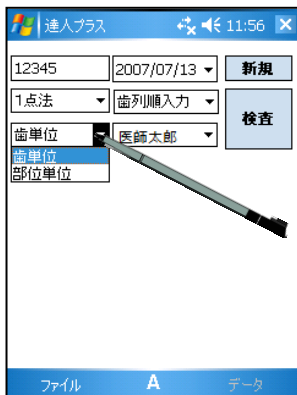 達人プラス 11:56
12345 2007/07/13 新規
1点法 歯列順入力 検査
歯単位 医師太郎
歯単位
部位単位
ファイル A データ